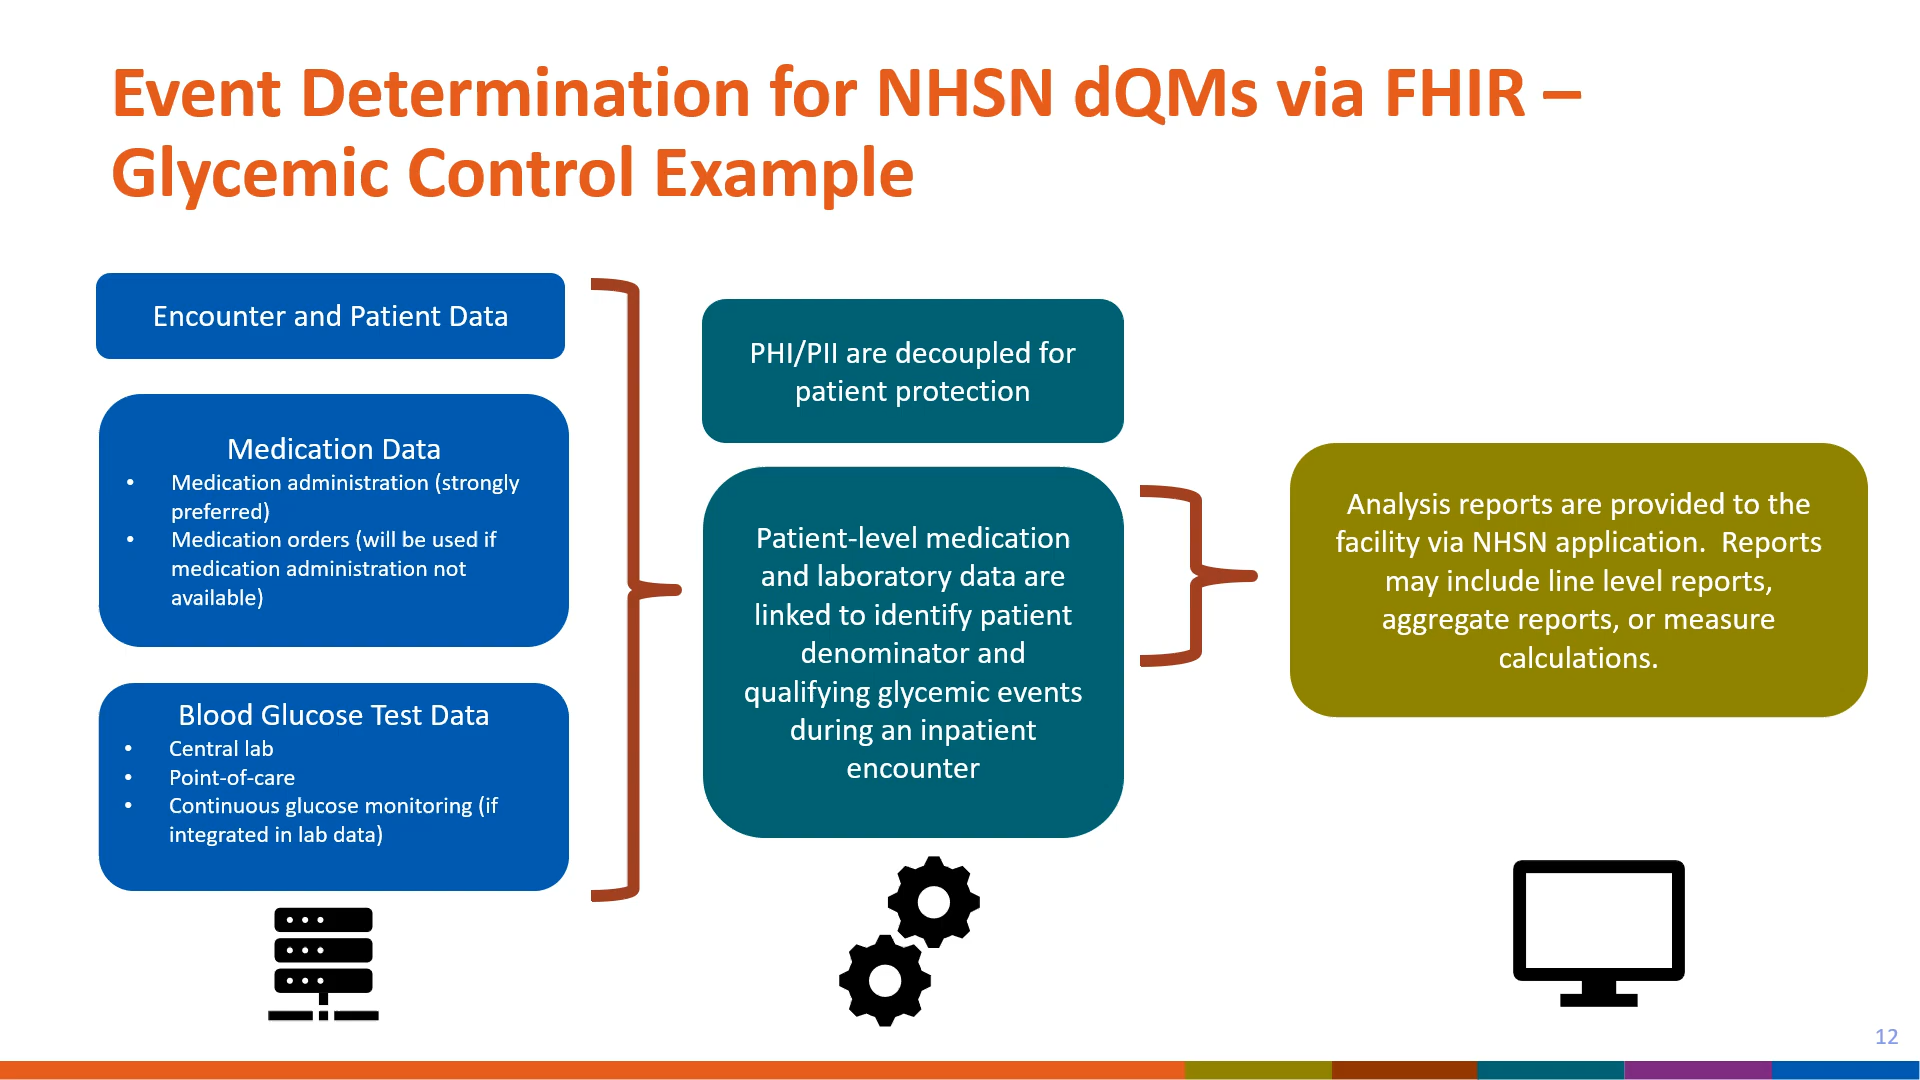 Event Determination for NHSN dQMs via FHIR –
Glycemic Control Example
Encounter and Patient Data
Medication Data
• Medication administration (strongly
preferred)
• Medication orders (will be used if
medication administration not
available)
Blood Glucose Test Data
• Central lab
• Point-of-care
• Continuous glucose monitoring (if
integrated in lab data)
PHI/PII are decoupled for
patient protection
Patient-level medication
and laboratory data are
linked to identify patient
denominator and
qualifying glycemic events
during an inpatient
encounter
Analysis reports are provided to the
facility via NHSN application.  Reports
may include line level reports,
aggregate reports, or measure
calculations.
12